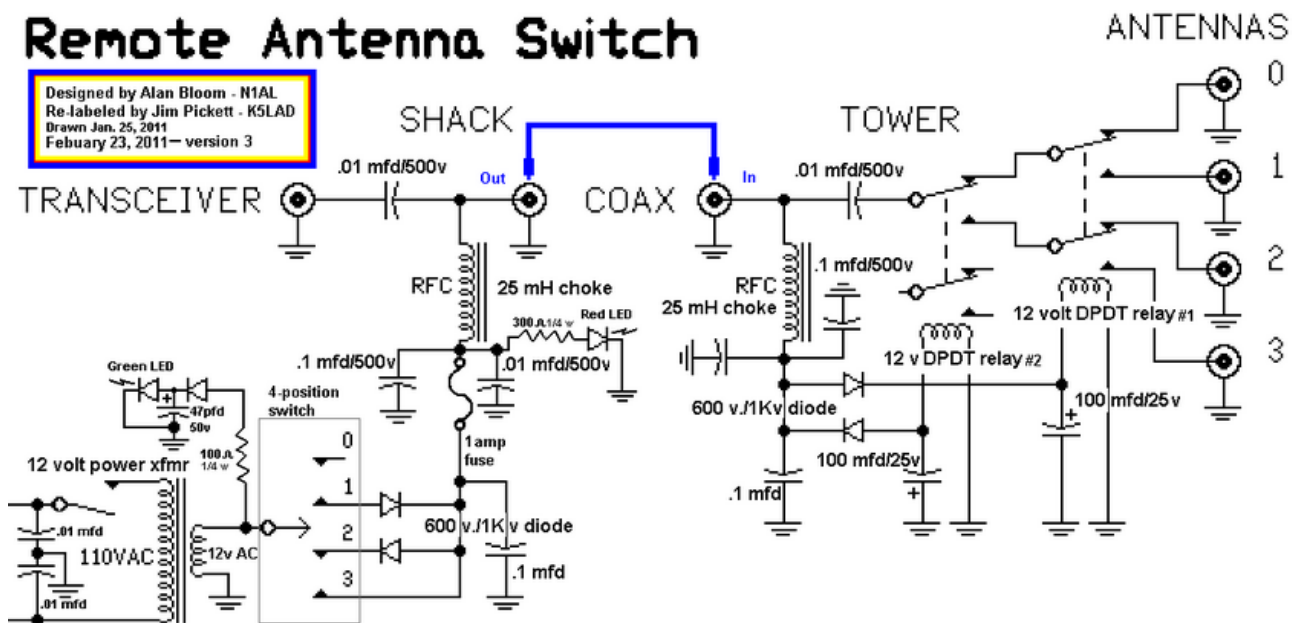 Remote Antenna Switch
ANTENNAS
Designed by Alan Bloom - N1AL
Re-labeled by Jim Pickett - K5LAD
Drawn Jan. 25, 2011
Febuary 23, 2011— version 3
0
SHACK
TOWER
.01 mfd/500v
Out
In
.01 mfd/500v
1
TRANSCEIVER
COAX
2
.1 mfd/500v
RFC
25 mH choke
RFC
25 mH choke
12 volt DPDT relay #1
300Ω 1/4 w
Red LED
3
.1 mfd/500v
.01 mfd/500v
12 v DPDT relay #2
Green LED
+
47pfd
50v
4-position
switch
600 v./1Kv diode
100 mfd/25v
+
0
1 amp
fuse
100Ω
1/4 w
100 mfd/25v
+
12 volt power xfmr
1
.1 mfd
.01 mfd
600 v./1Kv diode
2
110VAC
12v AC
.1 mfd
3
.01 mfd